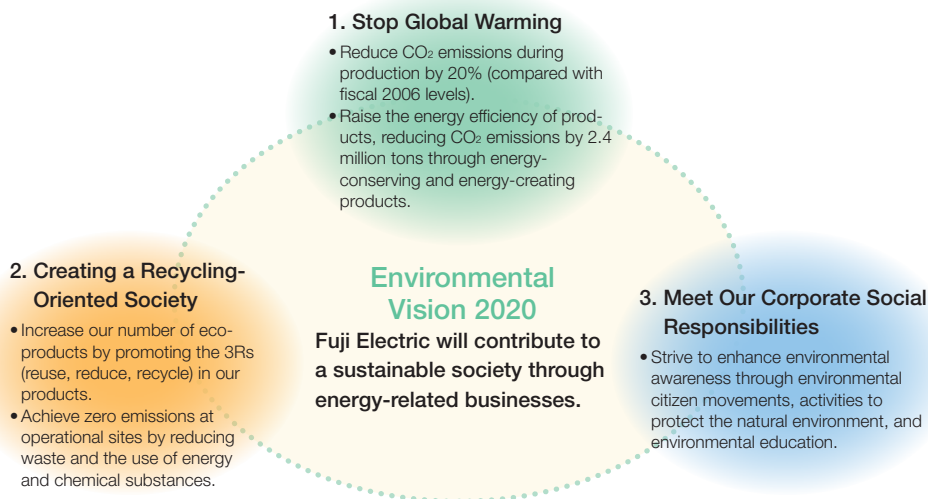 1. Stop Global Warming
• Reduce CO₂ emissions during
production by 20% (compared with
fiscal 2006 levels).
• Raise the energy efficiency of prod-
ucts, reducing CO₂ emissions by 2.4
million tons through energy-
conserving and energy-creating
products.
2. Creating a Recycling-
Oriented Society
• Increase our number of eco-
products by promoting the 3Rs
(reuse, reduce, recycle) in our
products.
• Achieve zero emissions at
operational sites by reducing
waste and the use of energy
and chemical substances.
Environmental
Vision 2020
Fuji Electric will contribute to
a sustainable society through
energy-related businesses.
3. Meet Our Corporate Social
Responsibilities
• Strive to enhance environmental
awareness through environmental
citizen movements, activities to
protect the natural environment, and
environmental education.